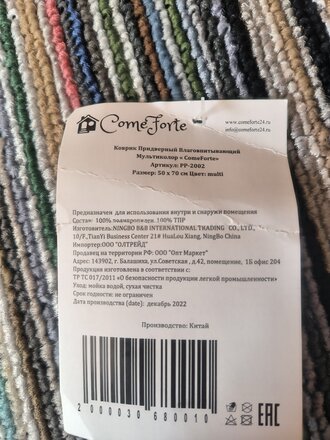 ComeForte
www.comeforte24.ru
info@comeforte24.ru
Коврик Придверный Влаговпитывающий
Мультиколор « ComeForte»
Артикул: PP-2002
Размер: 50 x 70 см Цвет: multi
Предназначен для использования внутри и снаружи помещения
Состав: 100% полипропилен, 100% ТПР
Изготовитель:NINGBO B&B INTERNATIONAL TRADING CO., LTD.,
10/F.,TianYi Business Center 21# HuaLou Xiang, NingBo China
Импортер:ООО "ОЛТРЕЙД"
Продавец на территории РФ: ООО "Опт Маркет"
Адрес: 143902, г. Балашиха, ул.Советская , д.42, помещение, 1Б офис 204
Продукция изготовлена в соответствии с:
ТР ТС 017/2011 «О безопасности продукции легкой промышленности»
Уход: мойка водой, сухая чистка
Срок годности: не ограничен
Дата производства (дата изг): декабрь 2022
Производство: Китай
2 000030 680010
EAC